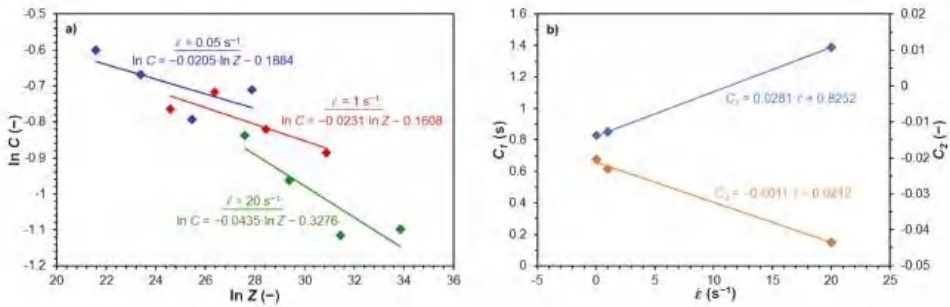 a)
ln C (−)
-0.5
-0.6
-0.7
-0.8
-0.9
-1
-1.1
-1.2
ε̇ = 0.05 s⁻¹:
ln C = −0.0205·ln Z − 0.1884
ε̇ = 1 s⁻¹:
ln C = −0.0231·ln Z − 0.1608
ε̇ = 20 s⁻¹:
ln C = −0.0435·ln Z − 0.3276
20 22 24 26 28 30 32 34 36
ln Z (−)
b)
C₁ (s)
1.6
1.4
1.2
1
0.8
0.6
0.4
0.2
0
C₁ = 0.0281·ε̇ + 0.8252
C₂ = −0.0011·ε̇ − 0.0212
-5 0 5 10 15 20 25
ε̇ (s⁻¹)
0.02
0.01
0
-0.01
-0.02
-0.03
-0.04
-0.05
C₂ (−)